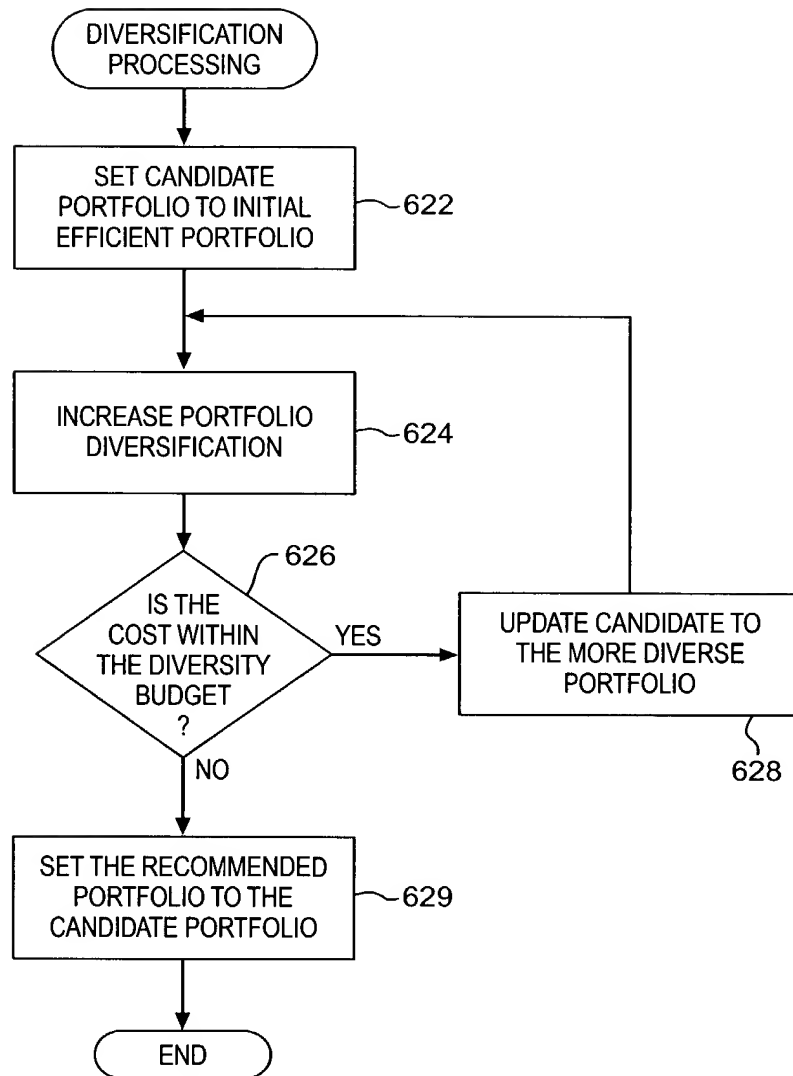 DIVERSIFICATION
PROCESSING
SET CANDIDATE
PORTFOLIO TO INITIAL
EFFICIENT PORTFOLIO
622
INCREASE PORTFOLIO
DIVERSIFICATION
624
626
IS THE
COST WITHIN
THE DIVERSITY
BUDGET
?
YES
UPDATE CANDIDATE TO
THE MORE DIVERSE
PORTFOLIO
628
NO
SET THE RECOMMENDED
PORTFOLIO TO THE
CANDIDATE PORTFOLIO
629
END